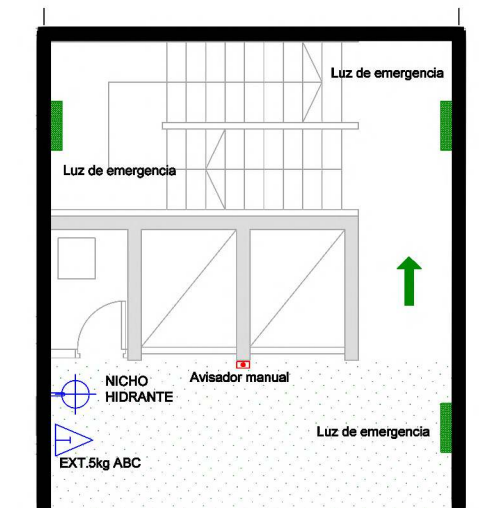 Luz de emergencia
Luz de emergencia
Avisador manual
NICHO
HIDRANTE
Luz de emergencia
EXT.5kg ABC